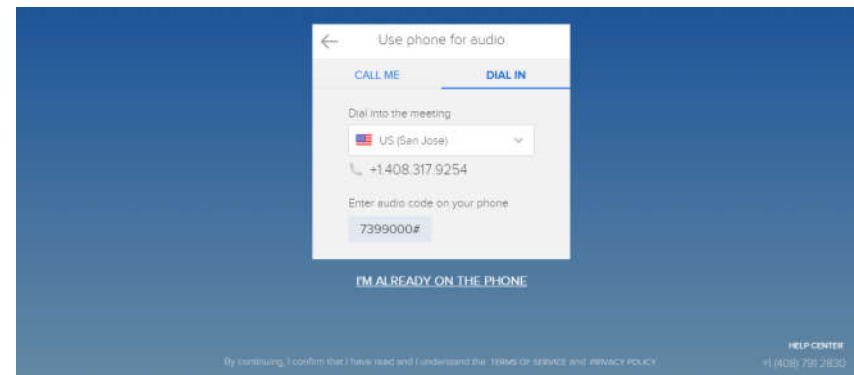 Use phone for audio
CALL ME DIAL IN
Dial into the meeting
US (San Jose)
+1.408.317.9254
Enter audio code on your phone
7399000#
I'M ALREADY ON THE PHONE
HELP CENTER
By continuing, I confirm that I have read and I understand the TERMS OF SERVICE and PRIVACY POLICY
+1 (408) 791 2830